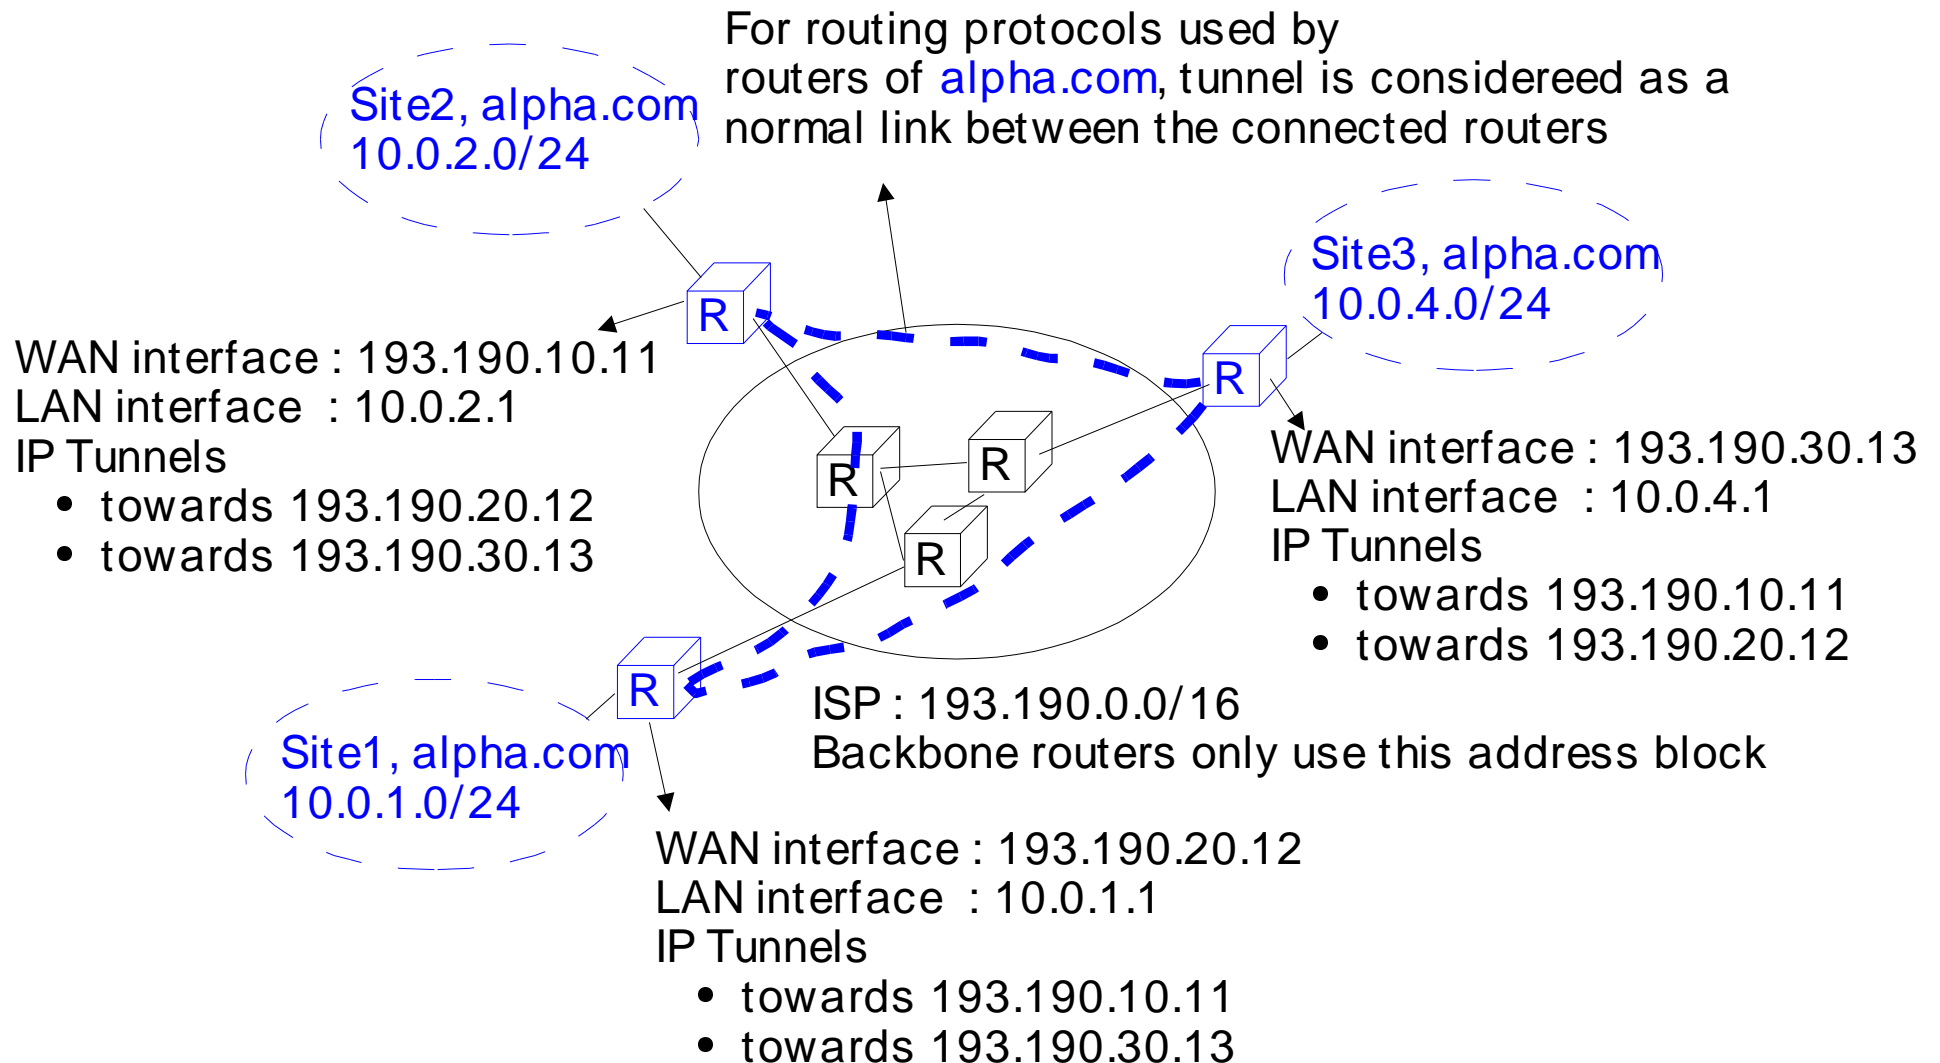 For routing protocols used by
routers of alpha.com, tunnel is considereed as a
normal link between the connected routers
Site2, alpha.com
10.0.2.0/24
Site3, alpha.com
10.0.4.0/24
R
R
WAN interface : 193.190.10.11
LAN interface : 10.0.2.1
IP Tunnels
• towards 193.190.20.12
• towards 193.190.30.13
R
R
R
WAN interface : 193.190.30.13
LAN interface : 10.0.4.1
IP Tunnels
• towards 193.190.10.11
• towards 193.190.20.12
R
ISP : 193.190.0.0/16
Backbone routers only use this address block
Site1, alpha.com
10.0.1.0/24
WAN interface : 193.190.20.12
LAN interface : 10.0.1.1
IP Tunnels
• towards 193.190.10.11
• towards 193.190.30.13